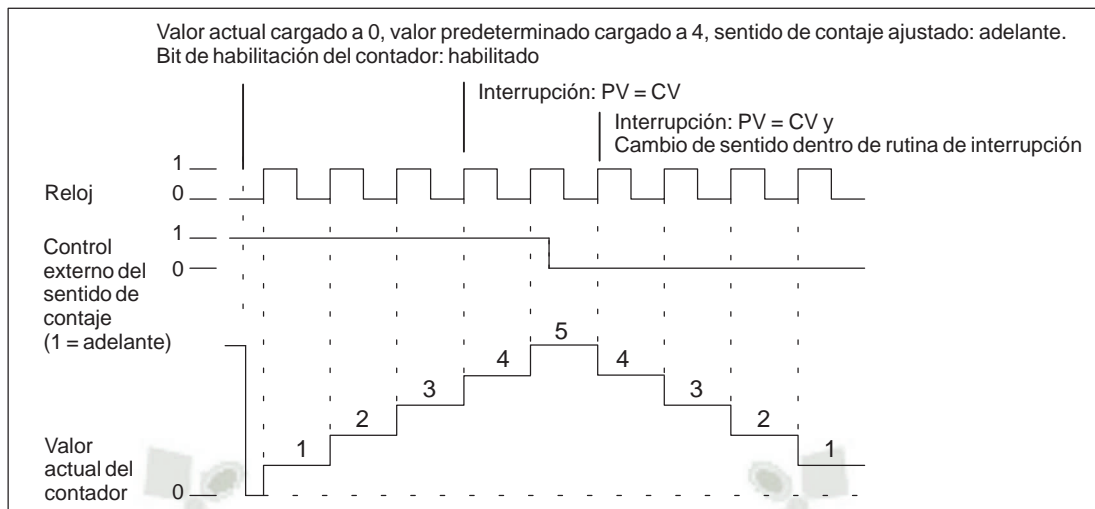 Valor actual cargado a 0, valor predeterminado cargado a 4, sentido de contaje ajustado: adelante.
Bit de habilitación del contador: habilitado
Interrupción: PV = CV
Interrupción: PV = CV y
Cambio de sentido dentro de rutina de interrupción
1
Reloj
0
1
0
Control
externo del
sentido de
contaje
(1 = adelante)
5
4
4
3
3
2
2
1
1
Valor
actual del
contador
0